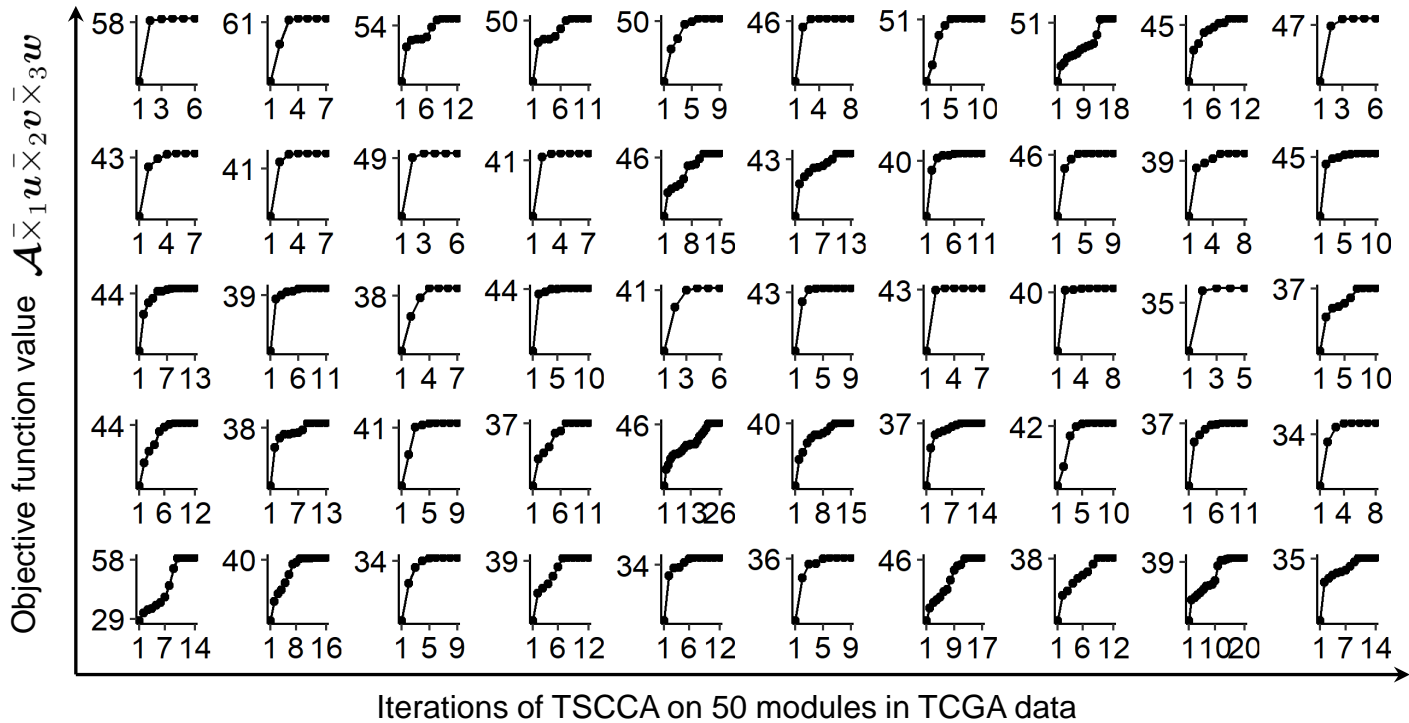 Objective function value 𝓐×̄₁u×̄₂v×̄₃w
58 61 54 50 50 46 51 51 45 47
1 3 6 1 4 7 1 6 12 1 6 11 1 5 9 1 4 8 1 5 10 1 9 18 1 6 12 1 3 6
43 41 49 41 46 43 40 46 39 45
1 4 7 1 4 7 1 3 6 1 4 7 1 8 15 1 7 13 1 6 11 1 5 9 1 4 8 1 5 10
44 39 38 44 41 43 43 40 35 37
1 7 13 1 6 11 1 4 7 1 5 10 1 3 6 1 5 9 1 4 7 1 4 8 1 3 5 1 5 10
44 38 41 37 46 40 37 42 37 34
1 6 12 1 7 13 1 5 9 1 6 11 1 13 26 1 8 15 1 7 14 1 5 10 1 6 11 1 4 8
58 40 34 39 34 36 46 38 39 35
29
1 7 14 1 8 16 1 5 9 1 6 12 1 6 12 1 5 9 1 9 17 1 6 12 1 10 20 1 7 14
Iterations of TSCCA on 50 modules in TCGA data